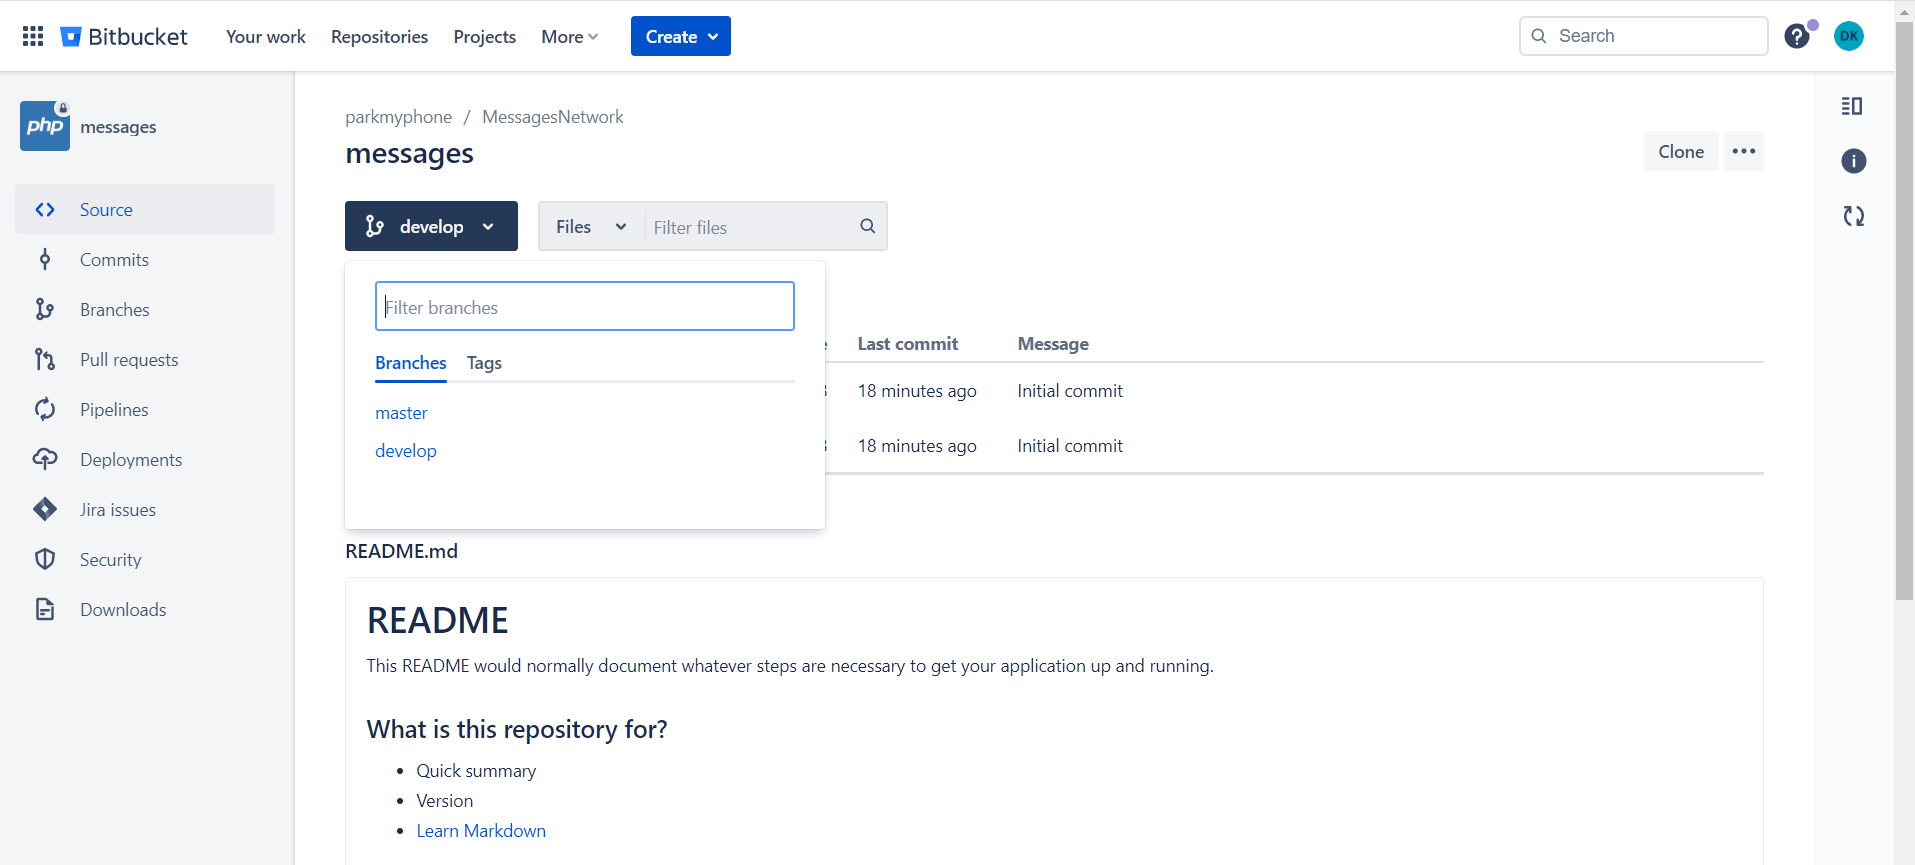 Bitbucket Your work Repositories Projects More Create Search DK
php messages
Source
Commits
Branches
Pull requests
Pipelines
Deployments
Jira issues
Security
Downloads
parkmyphone / MessagesNetwork
messages
Clone
develop Files Filter files
Filter branches
Branches Tags
master
develop
Last commit Message
18 minutes ago Initial commit
18 minutes ago Initial commit
README.md
README
This README would normally document whatever steps are necessary to get your application up and running.
What is this repository for?
• Quick summary
• Version
• Learn Markdown